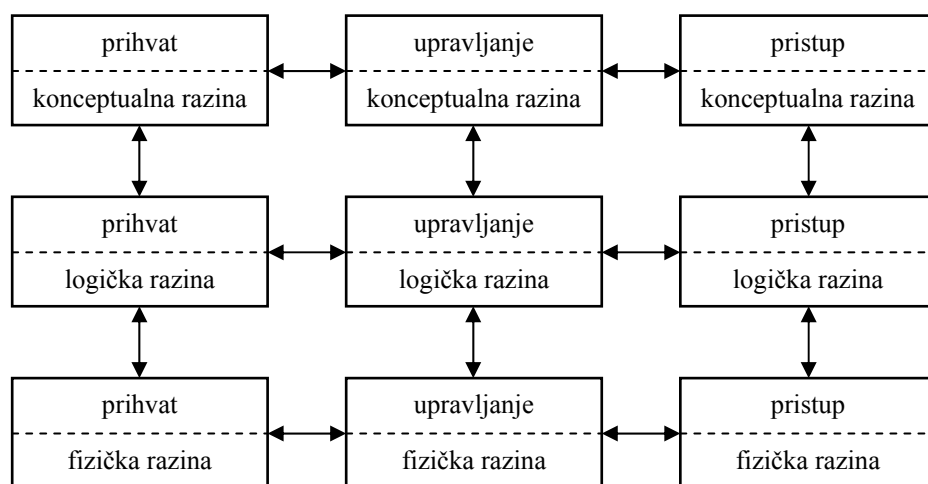 prihvat
konceptualna razina
upravljanje
konceptualna razina
pristup
konceptualna razina
prihvat
logička razina
upravljanje
logička razina
pristup
logička razina
prihvat
fizička razina
upravljanje
fizička razina
pristup
fizička razina